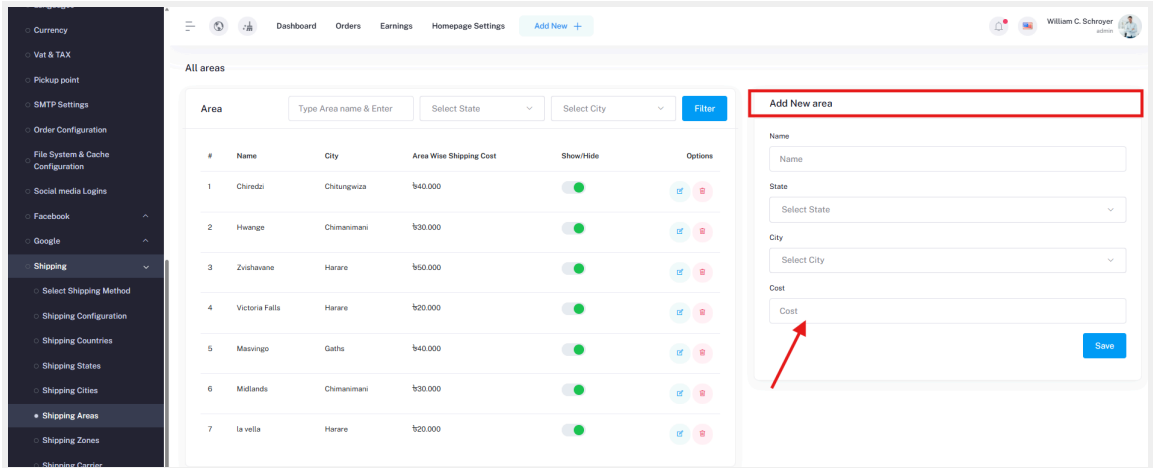 Languages
Currency
Vat & TAX
Pickup point
SMTP Settings
Order Configuration
File System & Cache
Configuration
Social media Logins
Facebook
Google
Shipping
Select Shipping Method
Shipping Configuration
Shipping Countries
Shipping States
Shipping Cities
Shipping Areas
Shipping Zones
Shipping Carrier
Dashboard Orders Earnings Homepage Settings Add New +
William C. Schroyer
admin
All areas
Area Type Area name & Enter Select State Select City Filter
# Name City Area Wise Shipping Cost Show/Hide Options
1 Chiredzi Chitungwiza ৳40.000
2 Hwange Chimanimani ৳30.000
3 Zvishavane Harare ৳50.000
4 Victoria Falls Harare ৳20.000
5 Masvingo Gaths ৳40.000
6 Midlands Chimanimani ৳30.000
7 la vella Harare ৳20.000
Add New area
Name
Name
State
Select State
City
Select City
Cost
Cost
Save